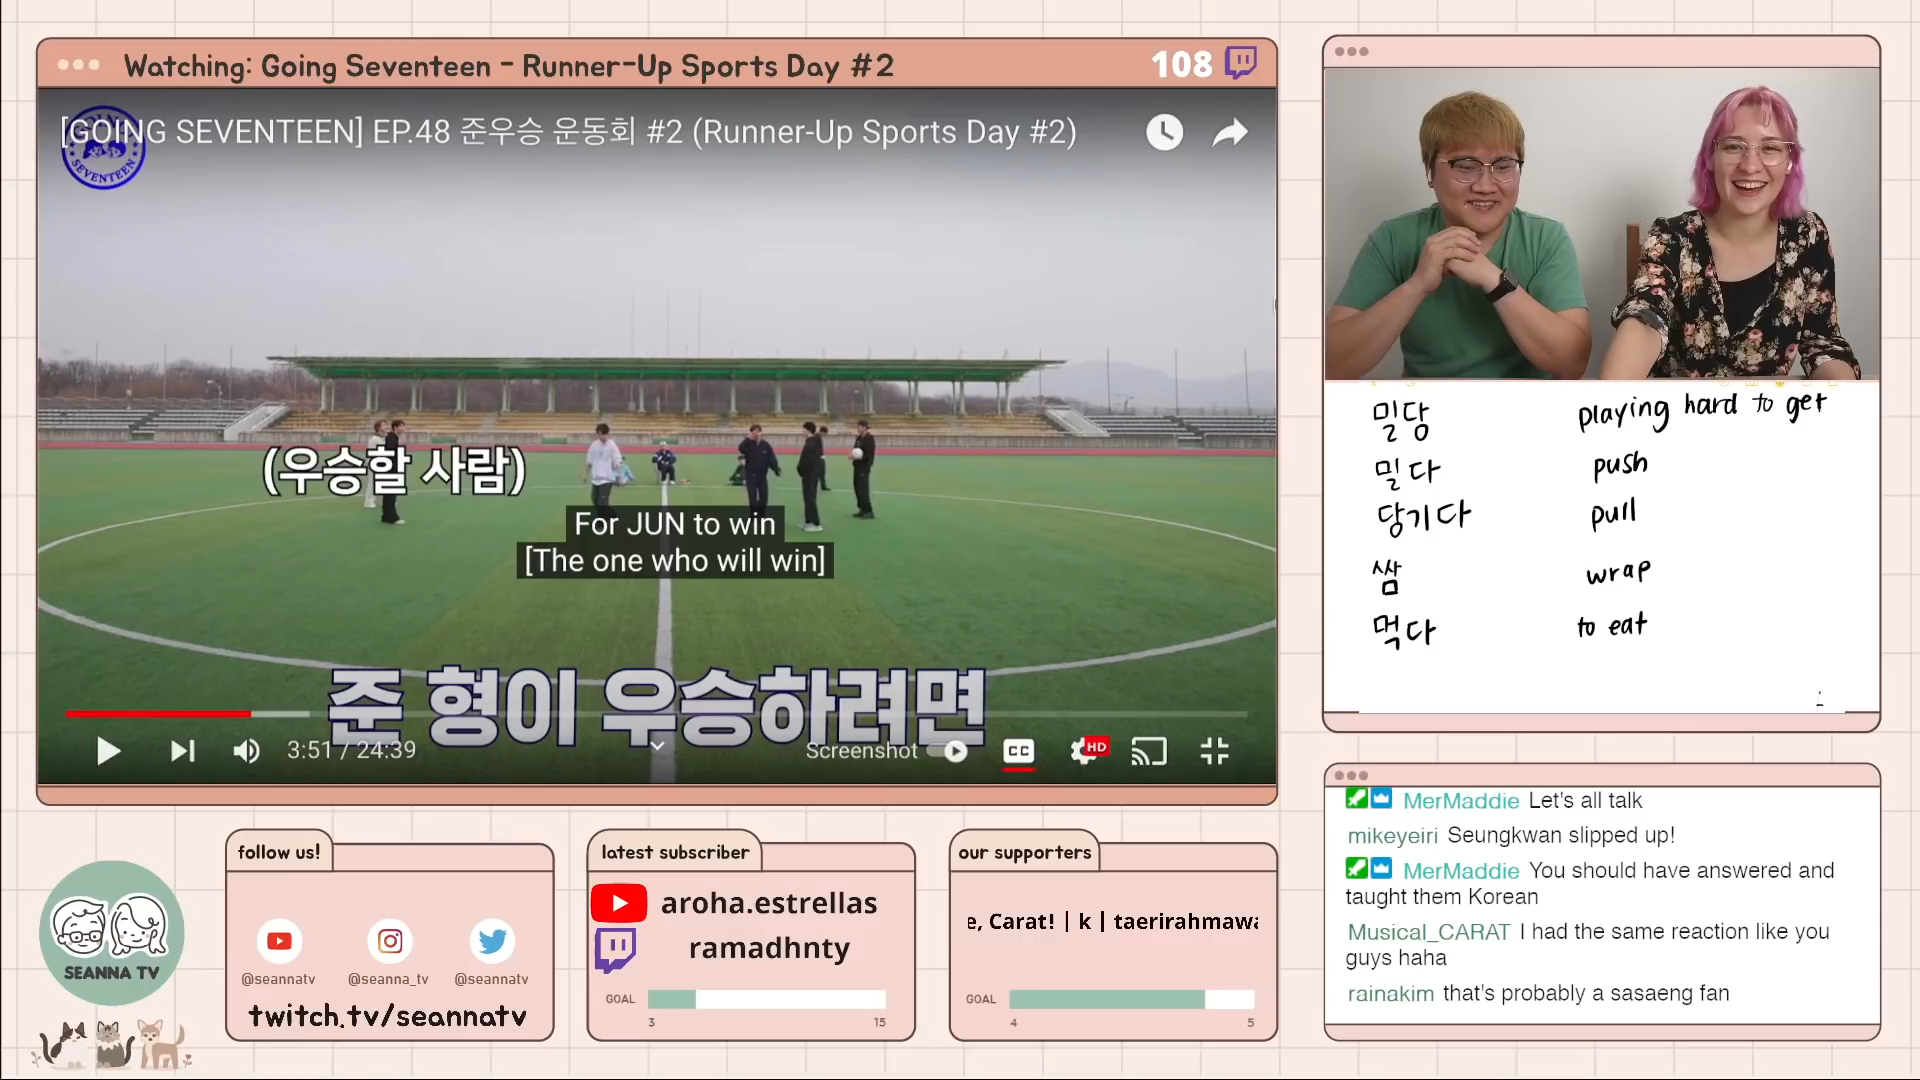 Watching: Going Seventeen - Runner-Up Sports Day #2
108
[GOING SEVENTEEN] EP.48 준우승 운동회 #2 (Runner-Up Sports Day #2)
SEVENTEEN
(우승할 사람)
For JUN to win
[The one who will win]
준 형이 우승하려면
3:51 / 24:39
Screenshot
CC
HD
밀당 playing hard to get
밀다 push
당기다 pull
쌈 wrap
먹다 to eat
MerMaddie Let's all talk
mikeyeiri Seungkwan slipped up!
MerMaddie You should have answered and
taught them Korean
Musical_CARAT I had the same reaction like you
guys haha
rainakim that's probably a sasaeng fan
SEANNA TV
follow us!
@seannatv @seanna_tv @seannatv
twitch.tv/seannatv
latest subscriber
aroha.estrellas
ramadhnty
GOAL
3 15
our supporters
e, Carat! | k | taerirahmawa
GOAL
4 5